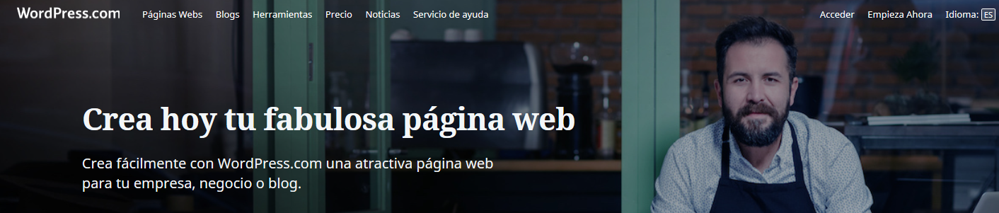 WordPress.com Páginas Webs Blogs Herramientas Precio Noticias Servicio de ayuda Acceder Empieza Ahora Idioma: ES
Crea hoy tu fabulosa página web
Crea fácilmente con WordPress.com una atractiva página web
para tu empresa, negocio o blog.